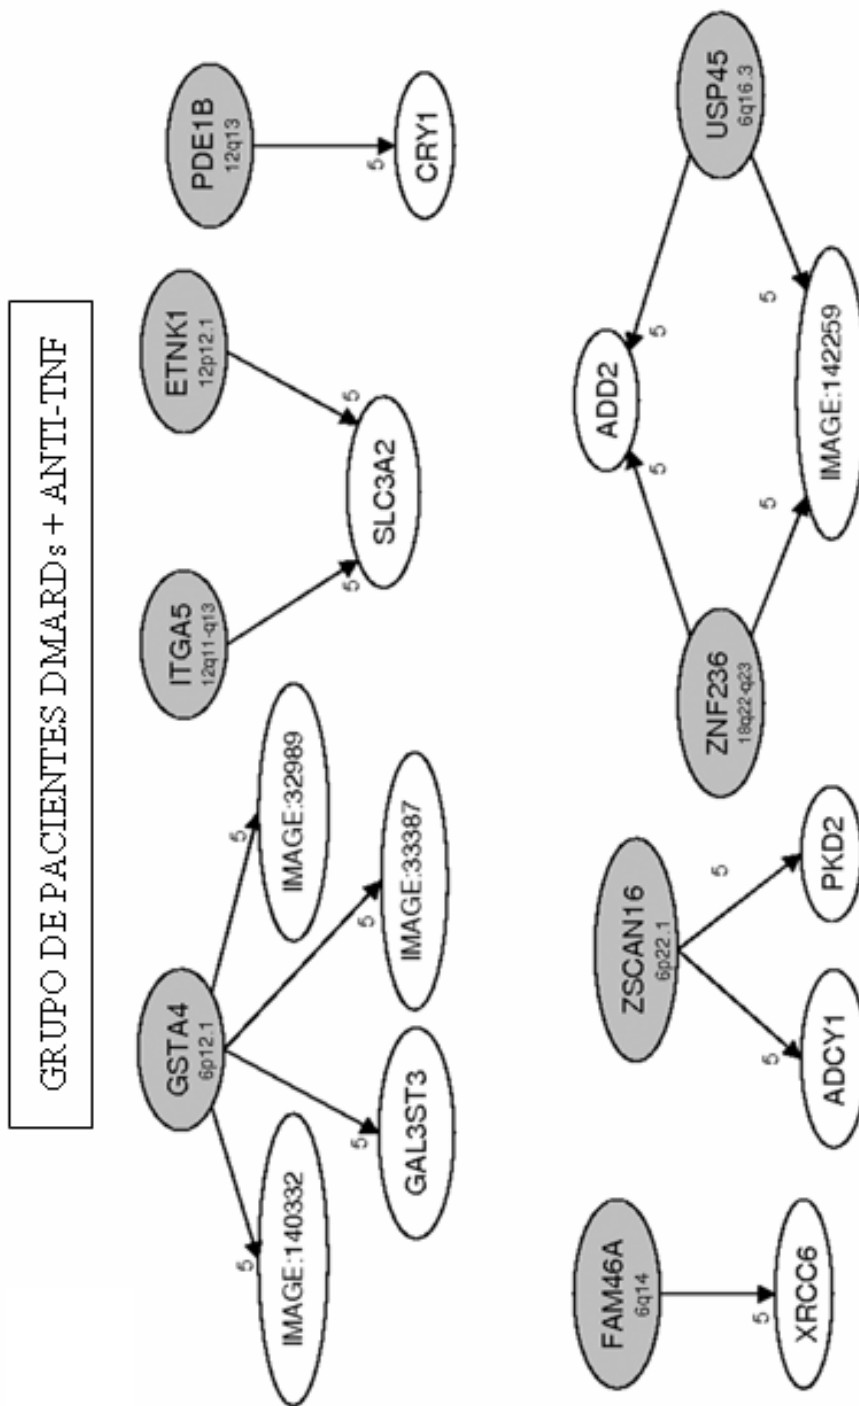 GRUPO DE PACIENTES DMARDs + ANTI-TNF
GSTA4
6p12.1
ITGA5
12q11-q13
ETNK1
12p12.1
PDE1B
12q13
5
5
5
5
5
5
5
IMAGE:140332
GAL3ST3
IMAGE:33387
IMAGE:32989
SLC3A2
CRY1
FAM46A
6q14
ZSCAN16
6p22.1
ZNF236
18q22-q23
ADD2
USP45
6q16.3
5
5
5
5
5
5
5
XRCC6
ADCY1
PKD2
IMAGE:142259